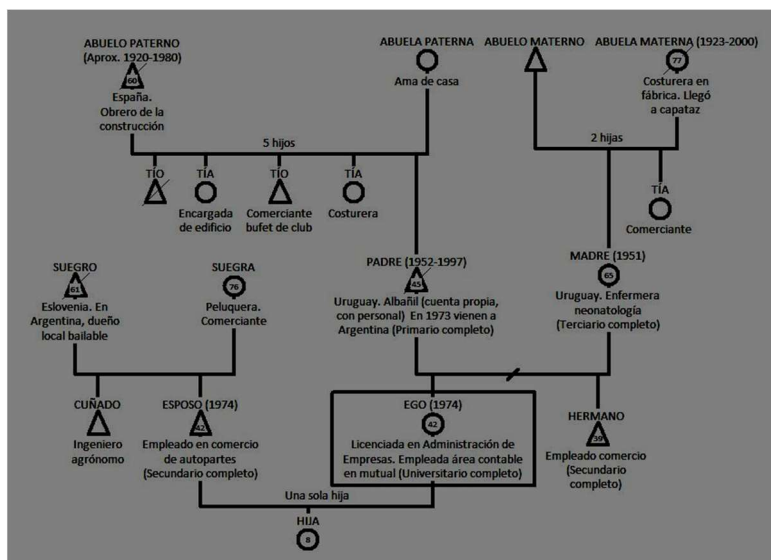 ABUELO PATERNO
(Aprox. 1920-1980)
60
España.
Obrero de la
construcción
ABUELA PATERNA
Ama de casa
ABUELO MATERNO
ABUELA MATERNA (1923-2000)
77
Costurera en
fábrica. Llegó
a capataz
5 hijos
2 hijas
TÍO
TÍA
Encargada
de edificio
TÍO
Comerciante
bufet de club
TÍA
Costurera
TÍA
Comerciante
SUEGRO
61
Eslovenia. En
Argentina, dueño
local bailable
SUEGRA
76
Peluquera.
Comerciante
PADRE (1952-1997)
45
Uruguay. Albañil (cuenta propia,
con personal) En 1973 vienen a
Argentina (Primario completo)
MADRE (1951)
65
Uruguay. Enfermera
neonatología
(Terciario completo)
CUÑADO
Ingeniero
agrónomo
ESPOSO (1974)
42
Empleado en comercio
de autopartes
(Secundario completo)
EGO (1974)
42
Licenciada en Administración de
Empresas. Empleada área contable
en mutual (Universitario completo)
HERMANO
39
Empleado comercio
(Secundario
completo)
Una sola hija
HIJA
8